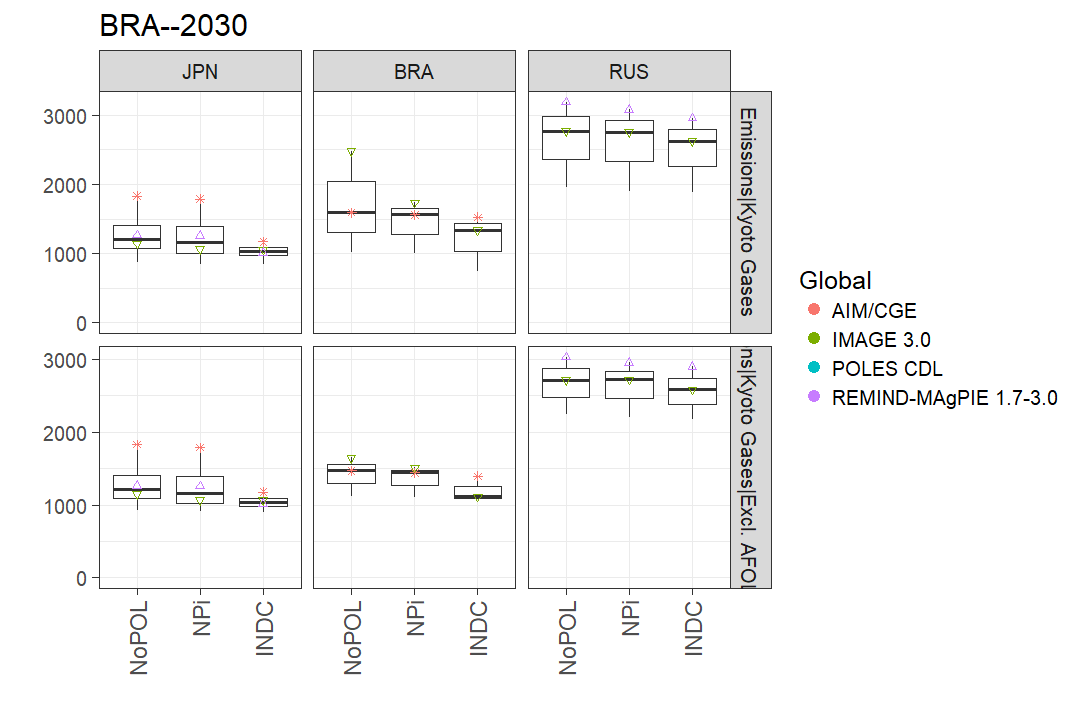 BRA--2030
JPN
BRA
RUS
3000
2000
1000
0
Emissions|Kyoto Gases
3000
2000
1000
0
ns|Kyoto Gases|Excl. AFOL
NoPOL
NPi
INDC
NoPOL
NPi
INDC
NoPOL
NPi
INDC
Global
AIM/CGE
IMAGE 3.0
POLES CDL
REMIND-MAgPIE 1.7-3.0